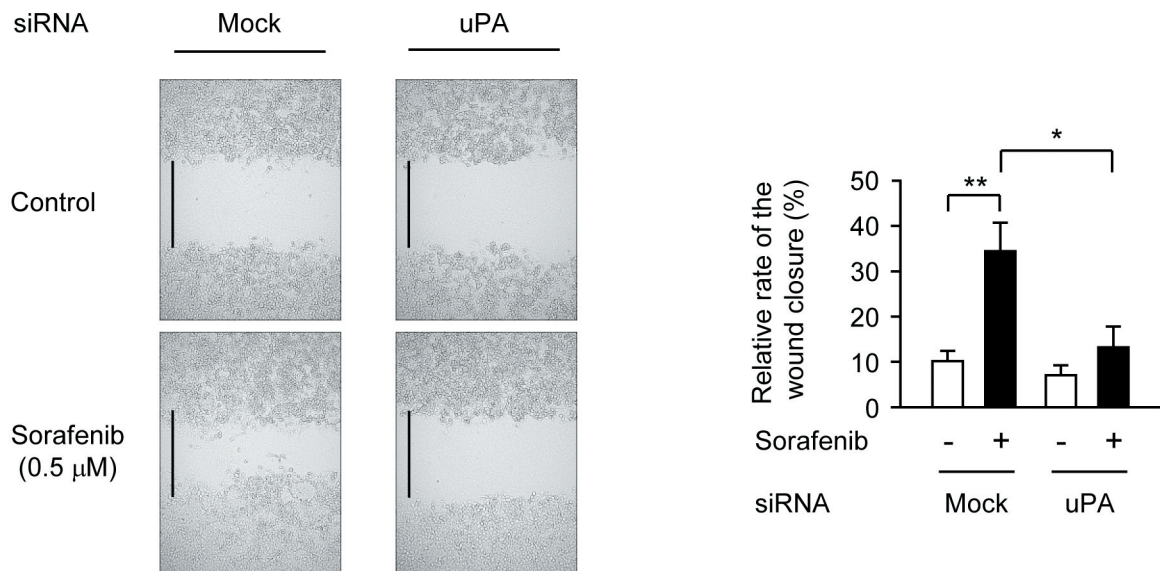 siRNA Mock uPA
Control
Sorafenib
(0.5 μM)
Relative rate of the
wound closure (%)
50
40
30
20
10
0
**
*
Sorafenib - + - +
siRNA Mock uPA